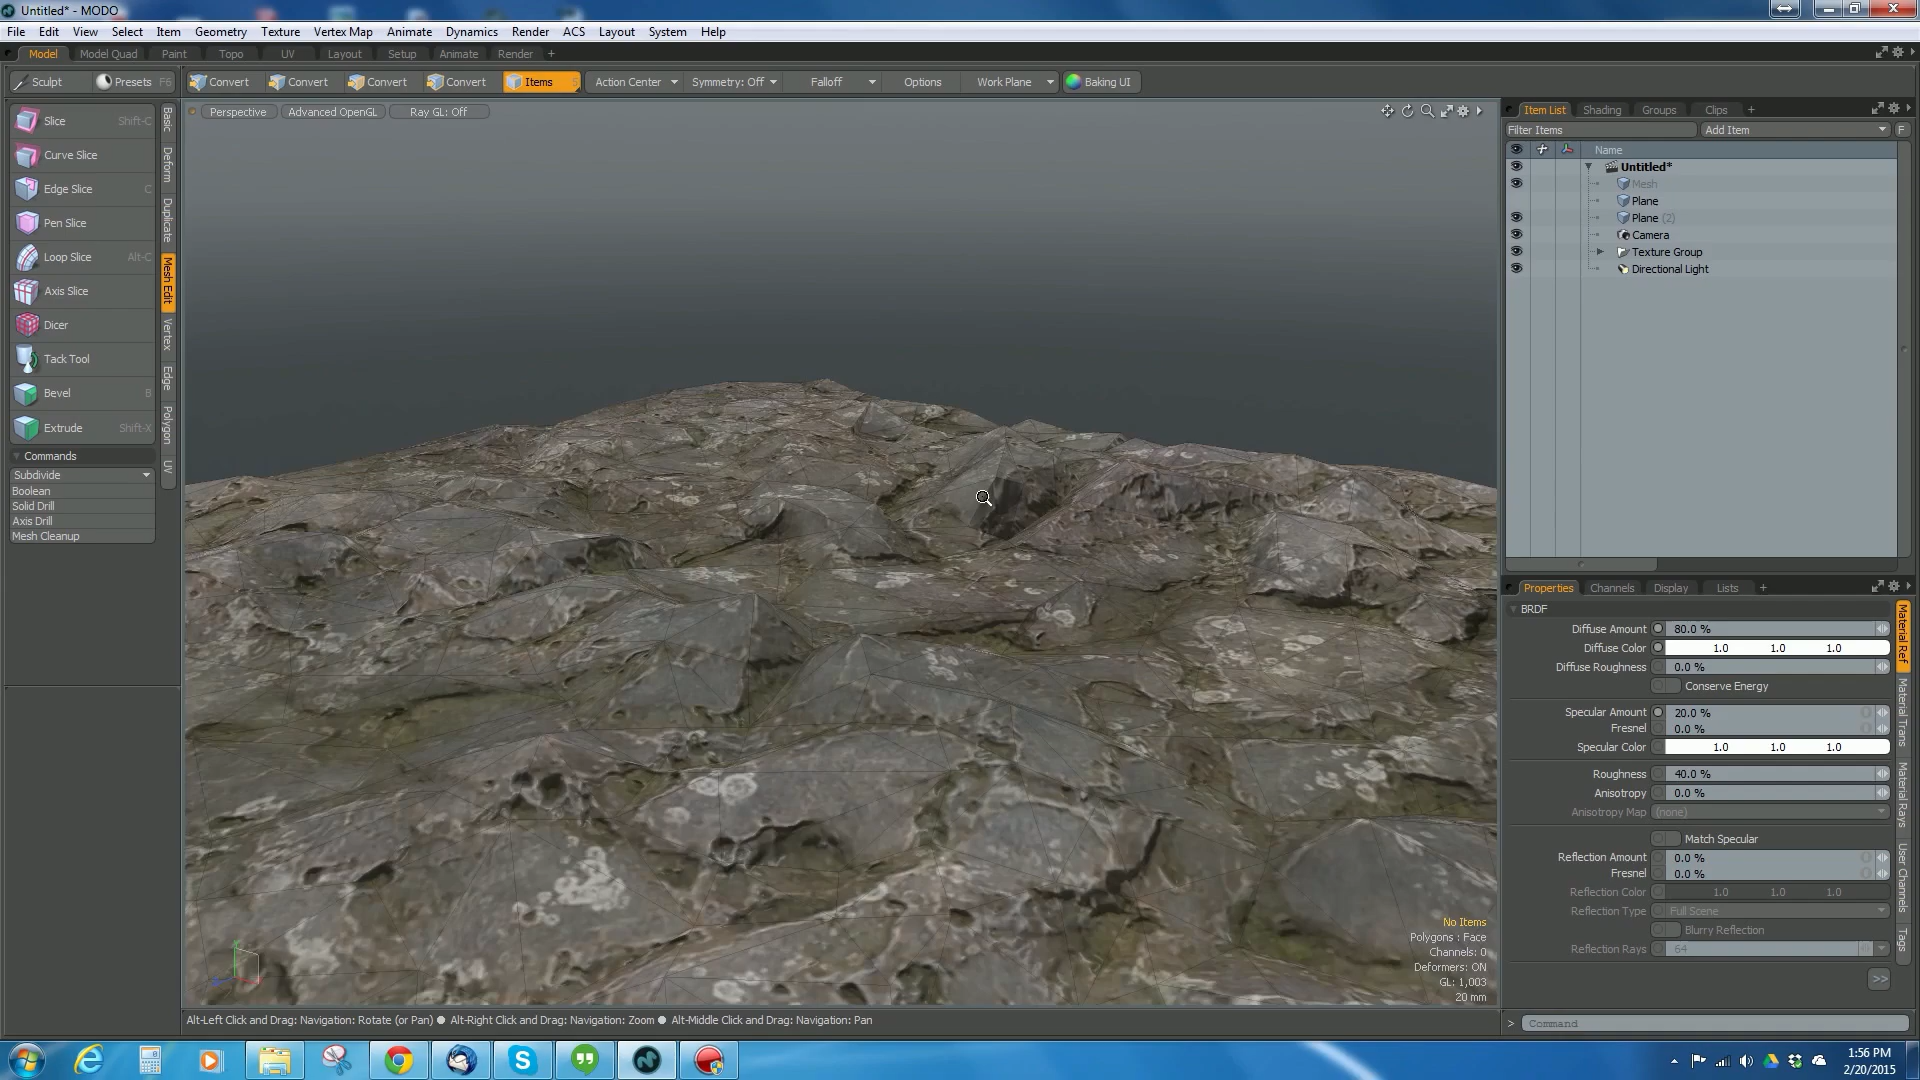 Untitled* - MODO
File Edit View Select Item Geometry Texture Vertex Map Animate Dynamics Render ACS Layout System Help
Model Model Quad Paint Topo UV Layout Setup Animate Render +
Sculpt Presets F6 Convert Convert Convert Convert Items 5 Action Center Symmetry: Off Falloff Options Work Plane Baking UI
Perspective Advanced OpenGL Ray GL: Off
Slice Shift-C
Curve Slice
Edge Slice C
Pen Slice
Loop Slice Alt-C
Axis Slice
Dicer
Tack Tool
Bevel B
Extrude Shift-X
Commands
Subdivide
Boolean
Solid Drill
Axis Drill
Mesh Cleanup
Basic
Deform
Duplicate
Mesh Edit
Vertex
Edge
Polygon
UV
No Items
Polygons : Face
Channels: 0
Deformers: ON
GL: 1,003
20 mm
Alt-Left Click and Drag: Navigation: Rotate (or Pan) ● Alt-Right Click and Drag: Navigation: Zoom ● Alt-Middle Click and Drag: Navigation: Pan
Item List Shading Groups Clips +
Filter Items Add Item F
Name
Untitled*
Mesh
Plane
Plane (2)
Camera
Texture Group
Directional Light
Properties Channels Display Lists +
BRDF
Diffuse Amount 80.0 %
Diffuse Color 1.0 1.0 1.0
Diffuse Roughness 0.0 %
Conserve Energy
Specular Amount 20.0 %
Fresnel 0.0 %
Specular Color 1.0 1.0 1.0
Roughness 40.0 %
Anisotropy 0.0 %
Anisotropy Map (none)
Match Specular
Reflection Amount 0.0 %
Fresnel 0.0 %
Reflection Color 1.0 1.0 1.0
Reflection Type Full Scene
Blurry Reflection
Reflection Rays 64
>>
Material Ref
Material Trans
Material Rays
User Channels
Tags
> Command
1:56 PM
2/20/2015